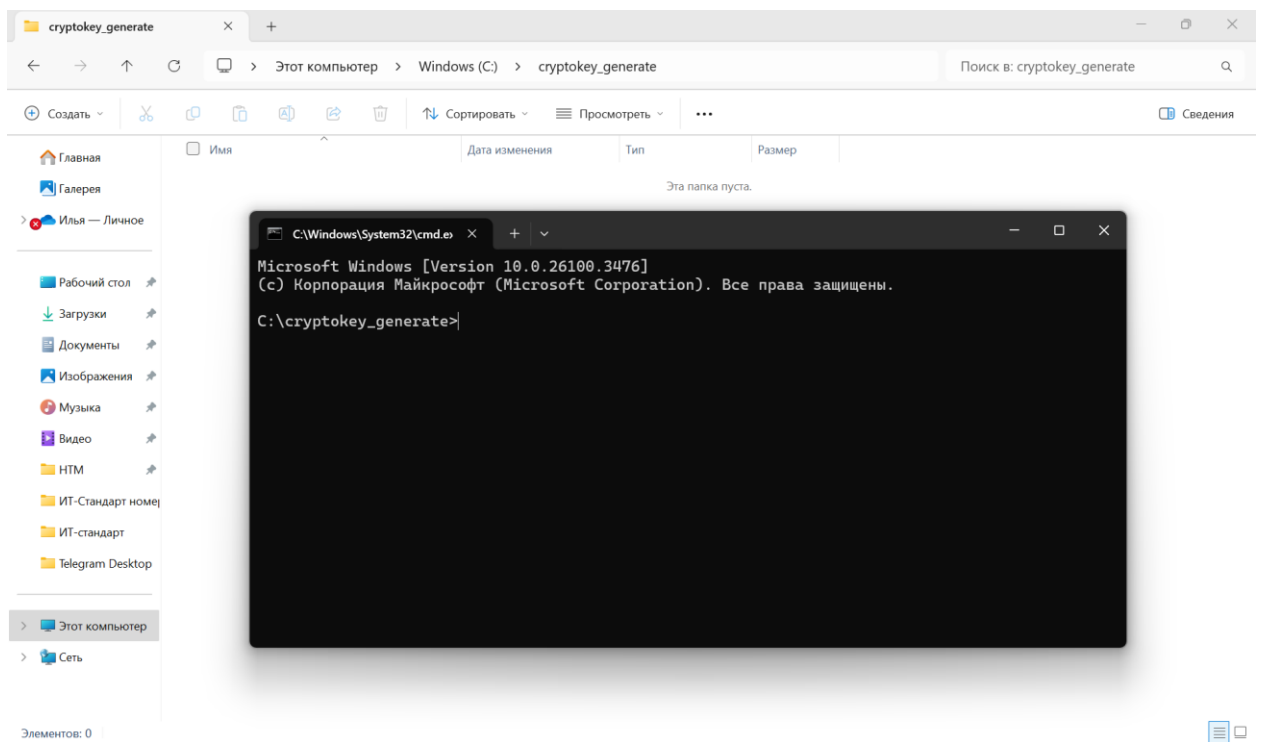 cryptokey_generate
Этот компьютер > Windows (C:) > cryptokey_generate
Поиск в: cryptokey_generate
Создать
Сортировать
Просмотреть
Сведения
Имя
Дата изменения
Тип
Размер
Эта папка пуста.
Главная
Галерея
Илья — Личное
Рабочий стол
Загрузки
Документы
Изображения
Музыка
Видео
НТМ
ИТ-Стандарт номер
ИТ-стандарт
Telegram Desktop
Этот компьютер
Сеть
C:\Windows\System32\cmd.e
Microsoft Windows [Version 10.0.26100.3476]
(c) Корпорация Майкрософт (Microsoft Corporation). Все права защищены.
C:\cryptokey_generate>
Элементов: 0